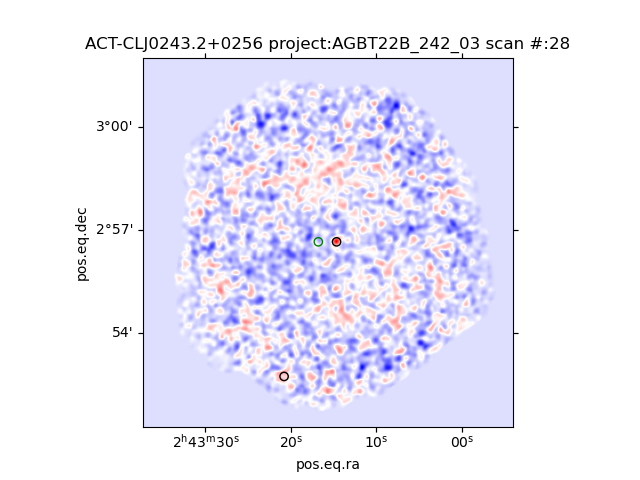 ACT-CLJ0243.2+0256 project:AGBT22B_242_03 scan #:28
3°00'
2°57'
54'
pos.eq.dec
2ʰ43ᵐ30ˢ 20ˢ 10ˢ 00ˢ
pos.eq.ra